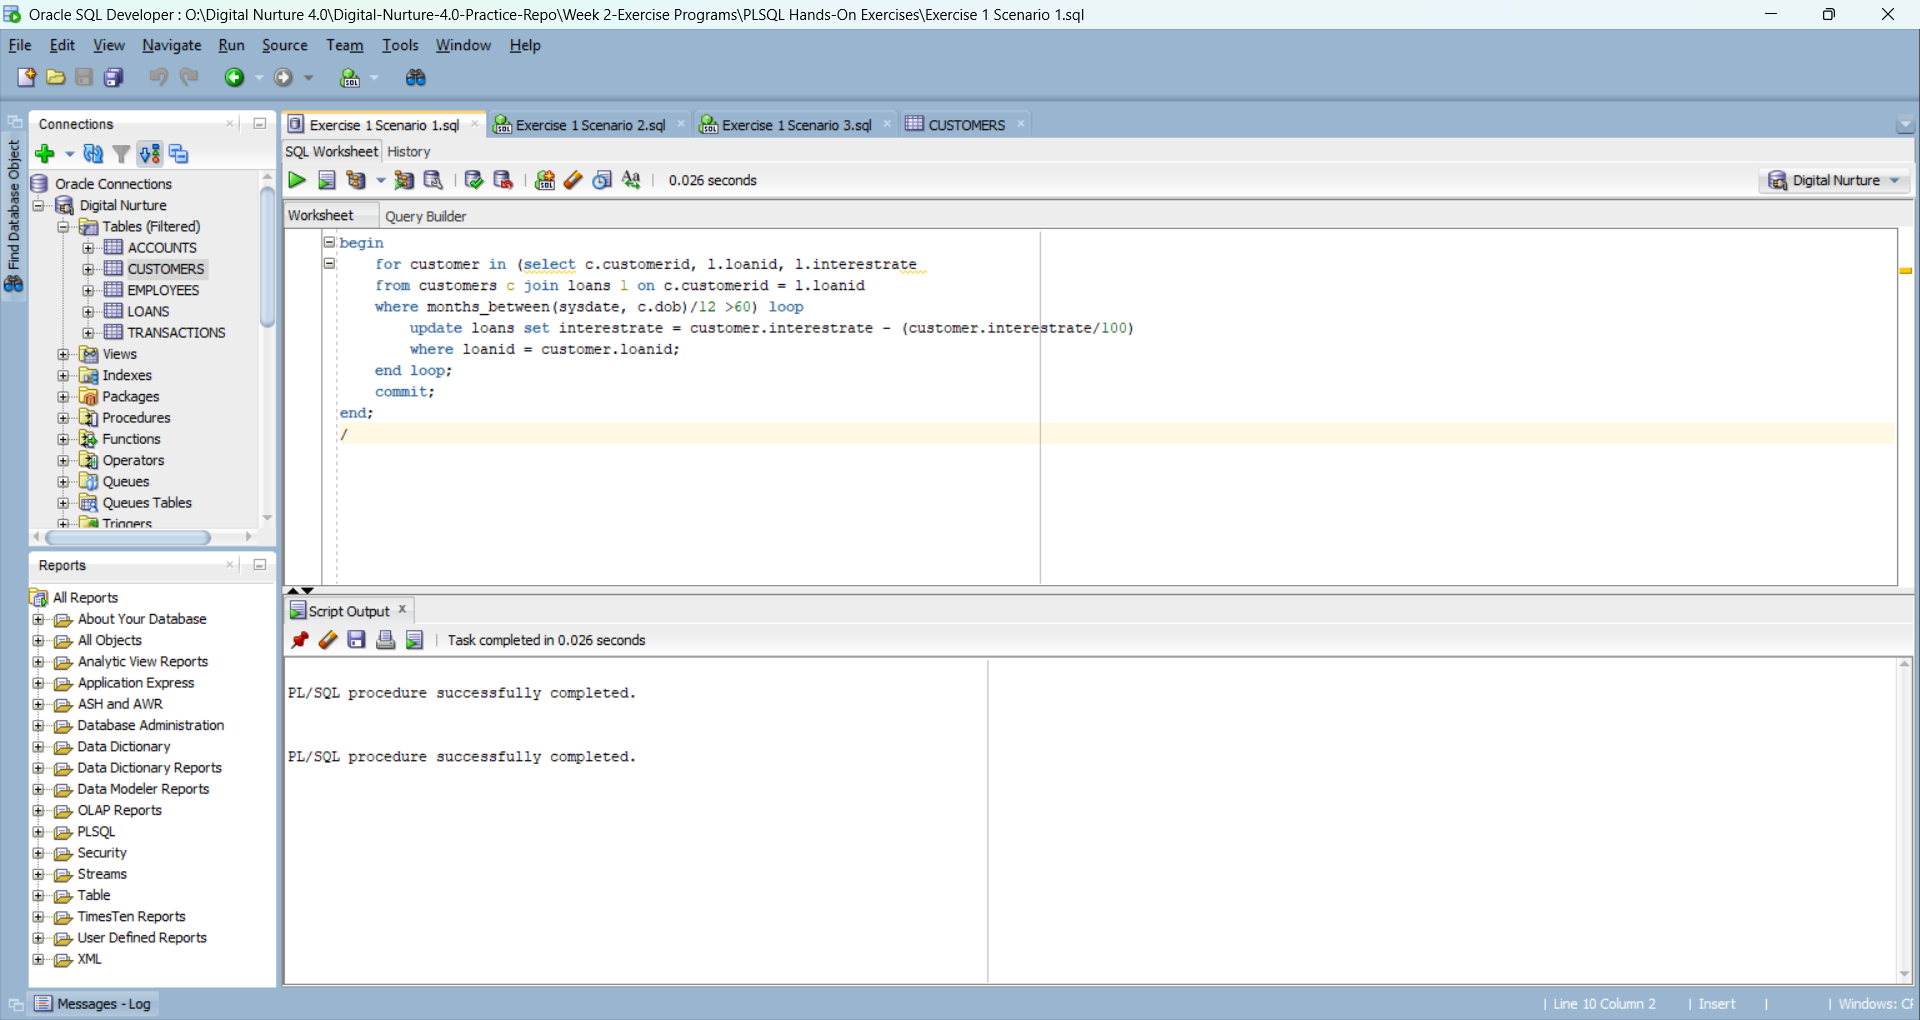 Oracle SQL Developer : O:\Digital Nurture 4.0\Digital-Nurture-4.0-Practice-Repo\Week 2-Exercise Programs\PLSQL Hands-On Exercises\Exercise 1 Scenario 1.sql
File Edit View Navigate Run Source Team Tools Window Help
Find Database Object
Connections
Oracle Connections
Digital Nurture
Tables (Filtered)
ACCOUNTS
CUSTOMERS
EMPLOYEES
LOANS
TRANSACTIONS
Views
Indexes
Packages
Procedures
Functions
Operators
Queues
Queues Tables
Triggers
Reports
All Reports
About Your Database
All Objects
Analytic View Reports
Application Express
ASH and AWR
Database Administration
Data Dictionary
Data Dictionary Reports
Data Modeler Reports
OLAP Reports
PLSQL
Security
Streams
Table
TimesTen Reports
User Defined Reports
XML
Exercise 1 Scenario 1.sql Exercise 1 Scenario 2.sql Exercise 1 Scenario 3.sql CUSTOMERS
SQL Worksheet History
0.026 seconds
Digital Nurture
Worksheet Query Builder
begin
for customer in (select c.customerid, l.loanid, l.interestrate
from customers c join loans l on c.customerid = l.loanid
where months_between(sysdate, c.dob)/12 >60) loop
update loans set interestrate = customer.interestrate - (customer.interestrate/100)
where loanid = customer.loanid;
end loop;
commit;
end;
/
Script Output
Task completed in 0.026 seconds
PL/SQL procedure successfully completed.
PL/SQL procedure successfully completed.
Messages - Log
Line 10 Column 2 | Insert | | Windows: CF